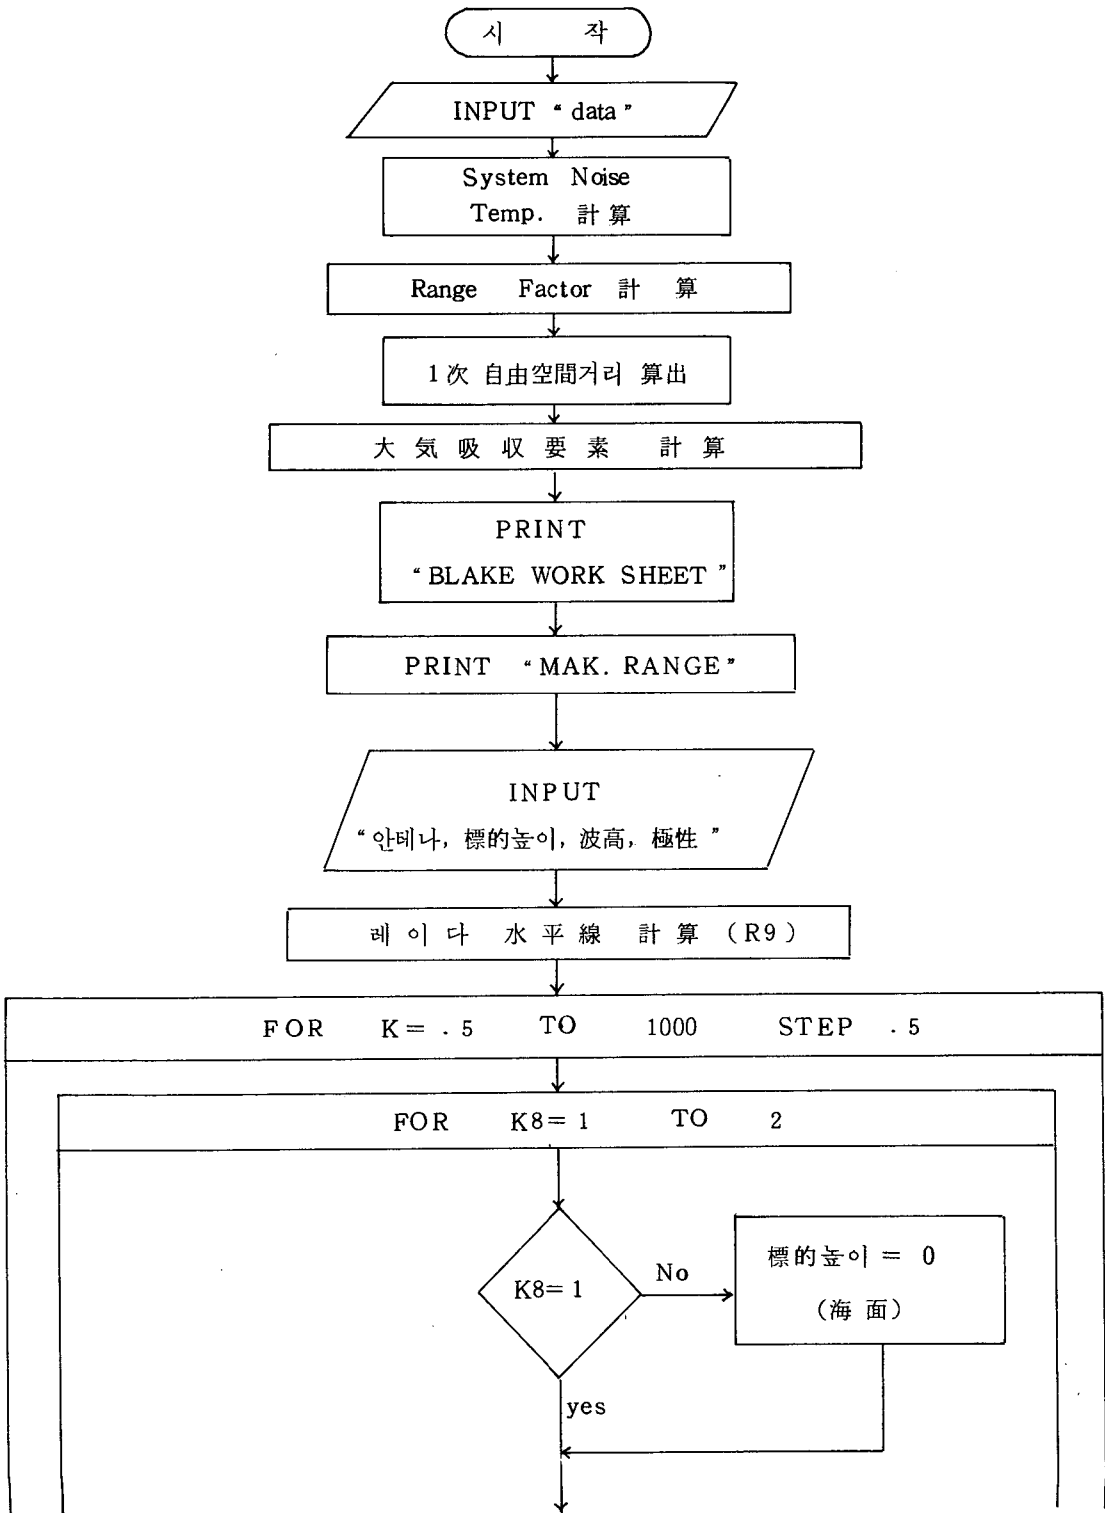 시 작
INPUT “data”
System Noise
Temp. 計算
Range Factor 計 算
1次 自由空間거리 算出
大気吸収要素 計算
PRINT
“BLAKE WORK SHEET”
PRINT “MAK. RANGE”
INPUT
“안테나, 標的높이, 波高, 極性”
레이다 水平線 計算 (R9)
FOR K= .5 TO 1000 STEP .5
FOR K8= 1 TO 2
K8= 1
No
標的높이 = 0
(海面)
yes